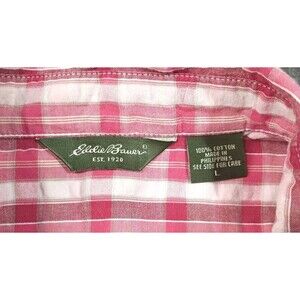 Eddie Bauer
EST. 1920
100% COTTON
MADE IN
PHILIPPINES
SEE SIDE FOR CARE
L